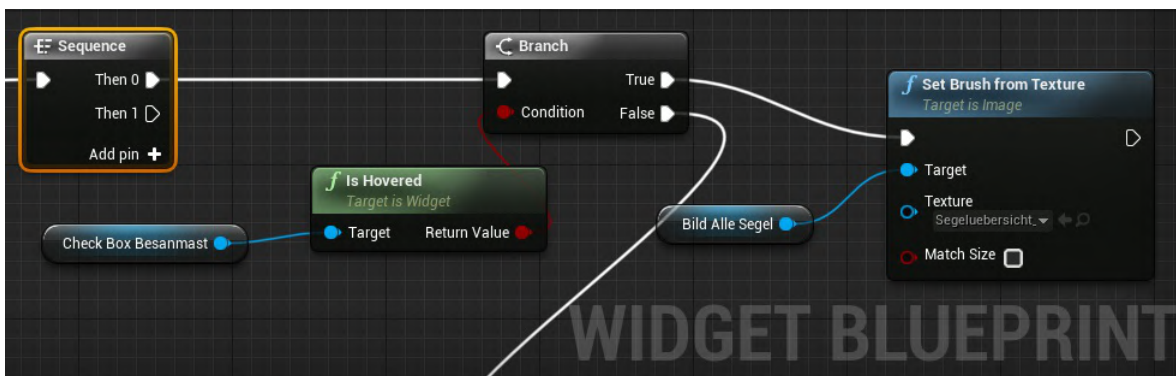 Sequence
Then 0
Then 1
Add pin
Branch
True
Condition
False
f Is Hovered
Target is Widget
Target
Return Value
Check Box Besanmast
Bild Alle Segel
f Set Brush from Texture
Target is Image
Target
Texture
Segeluebersicht_
Match Size
WIDGET BLUEPRINT